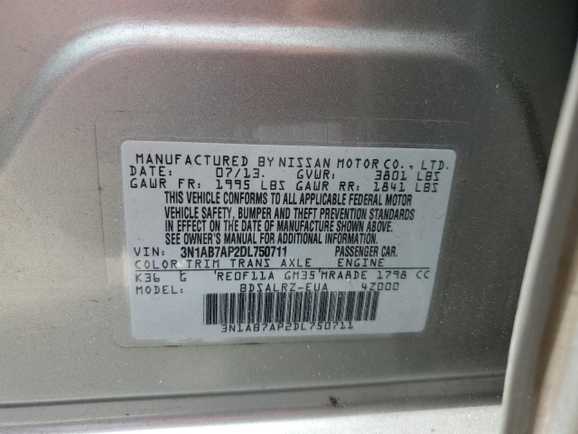 MANUFACTURED BY NISSAN MOTOR CO., LTD.
DATE: 07/13. GVWR: 3801 LBS
GAWR FR: 1995 LBS GAWR RR: 1841 LBS
THIS VEHICLE CONFORMS TO ALL APPLICABLE FEDERAL MOTOR
VEHICLE SAFETY, BUMPER AND THEFT PREVENTION STANDARDS
IN EFFECT ON THE DATE OF MANUFACTURE SHOWN ABOVE.
SEE OWNER'S MANUAL AND LOAD INFORMATION.
VIN: 3N1AB7AP2DL750711 PASSENGER CAR.
COLOR TRIM TRANS AXLE ENGINE
K36 G RE0F11A GM35 MRA8DE 1798 CC
MODEL: BDSALRZ-EUA 4Z000
3N1AB7AP2DL750711